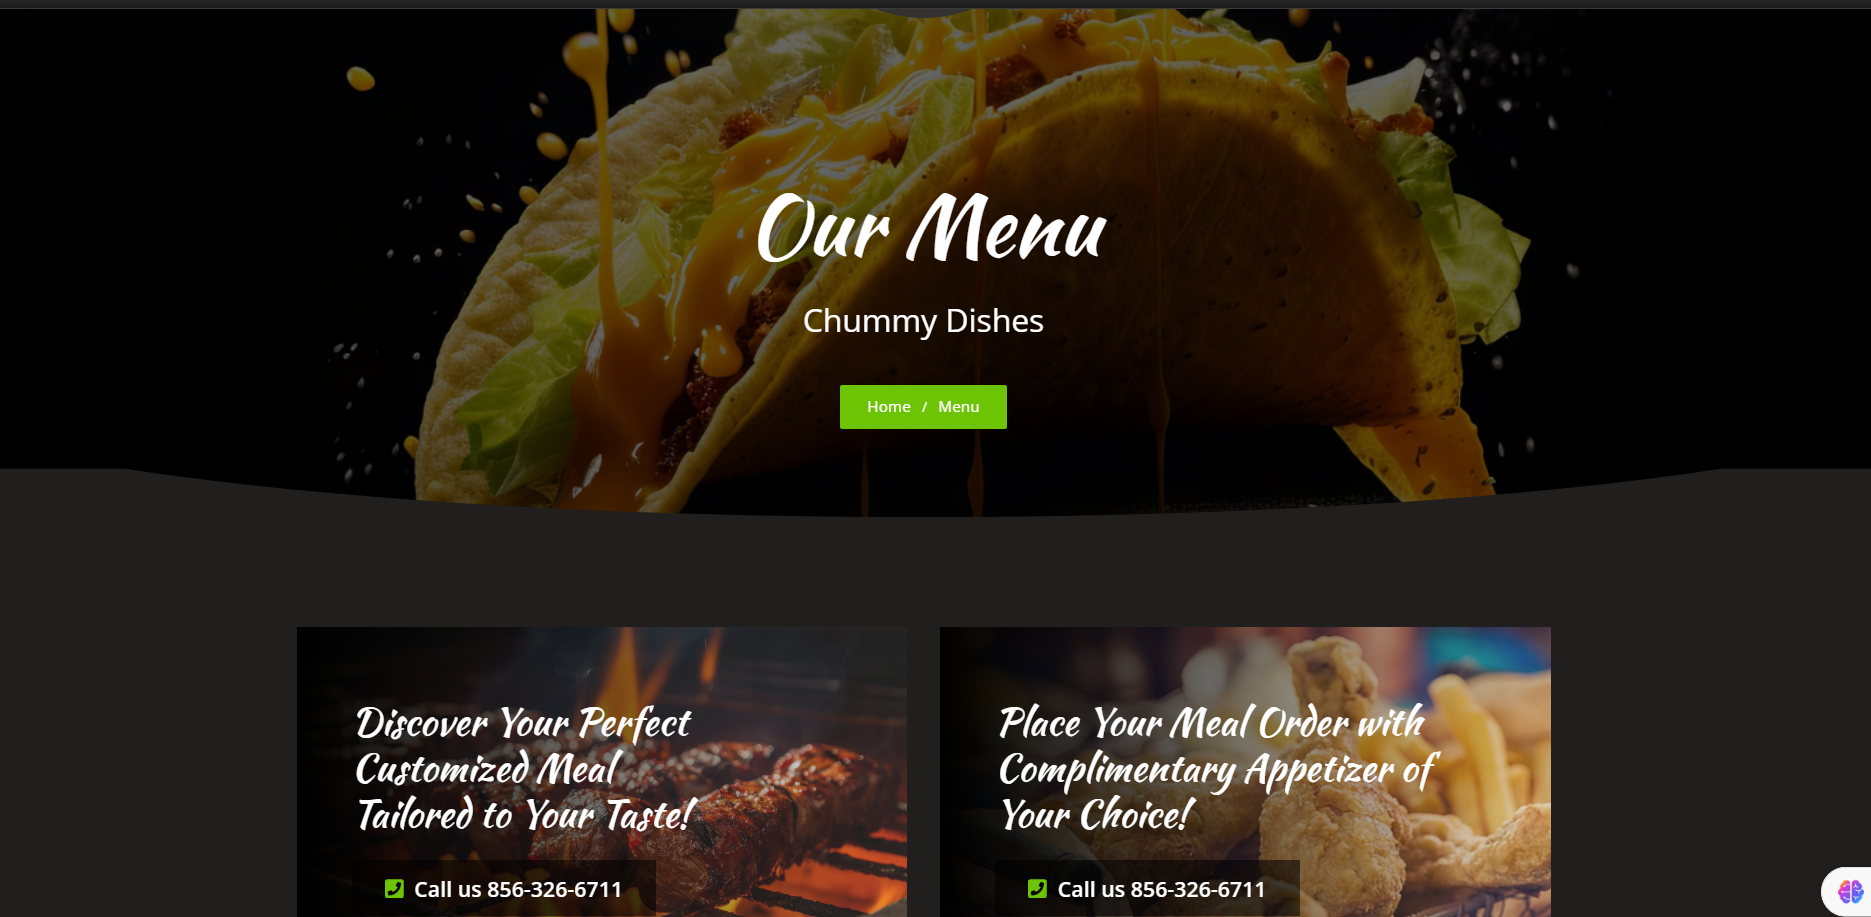 Our Menu
Chummy Dishes
Home / Menu
Discover Your Perfect
Customized Meal
Tailored to Your Taste!
Call us 856-326-6711
Place Your Meal Order with
Complimentary Appetizer of
Your Choice!
Call us 856-326-6711